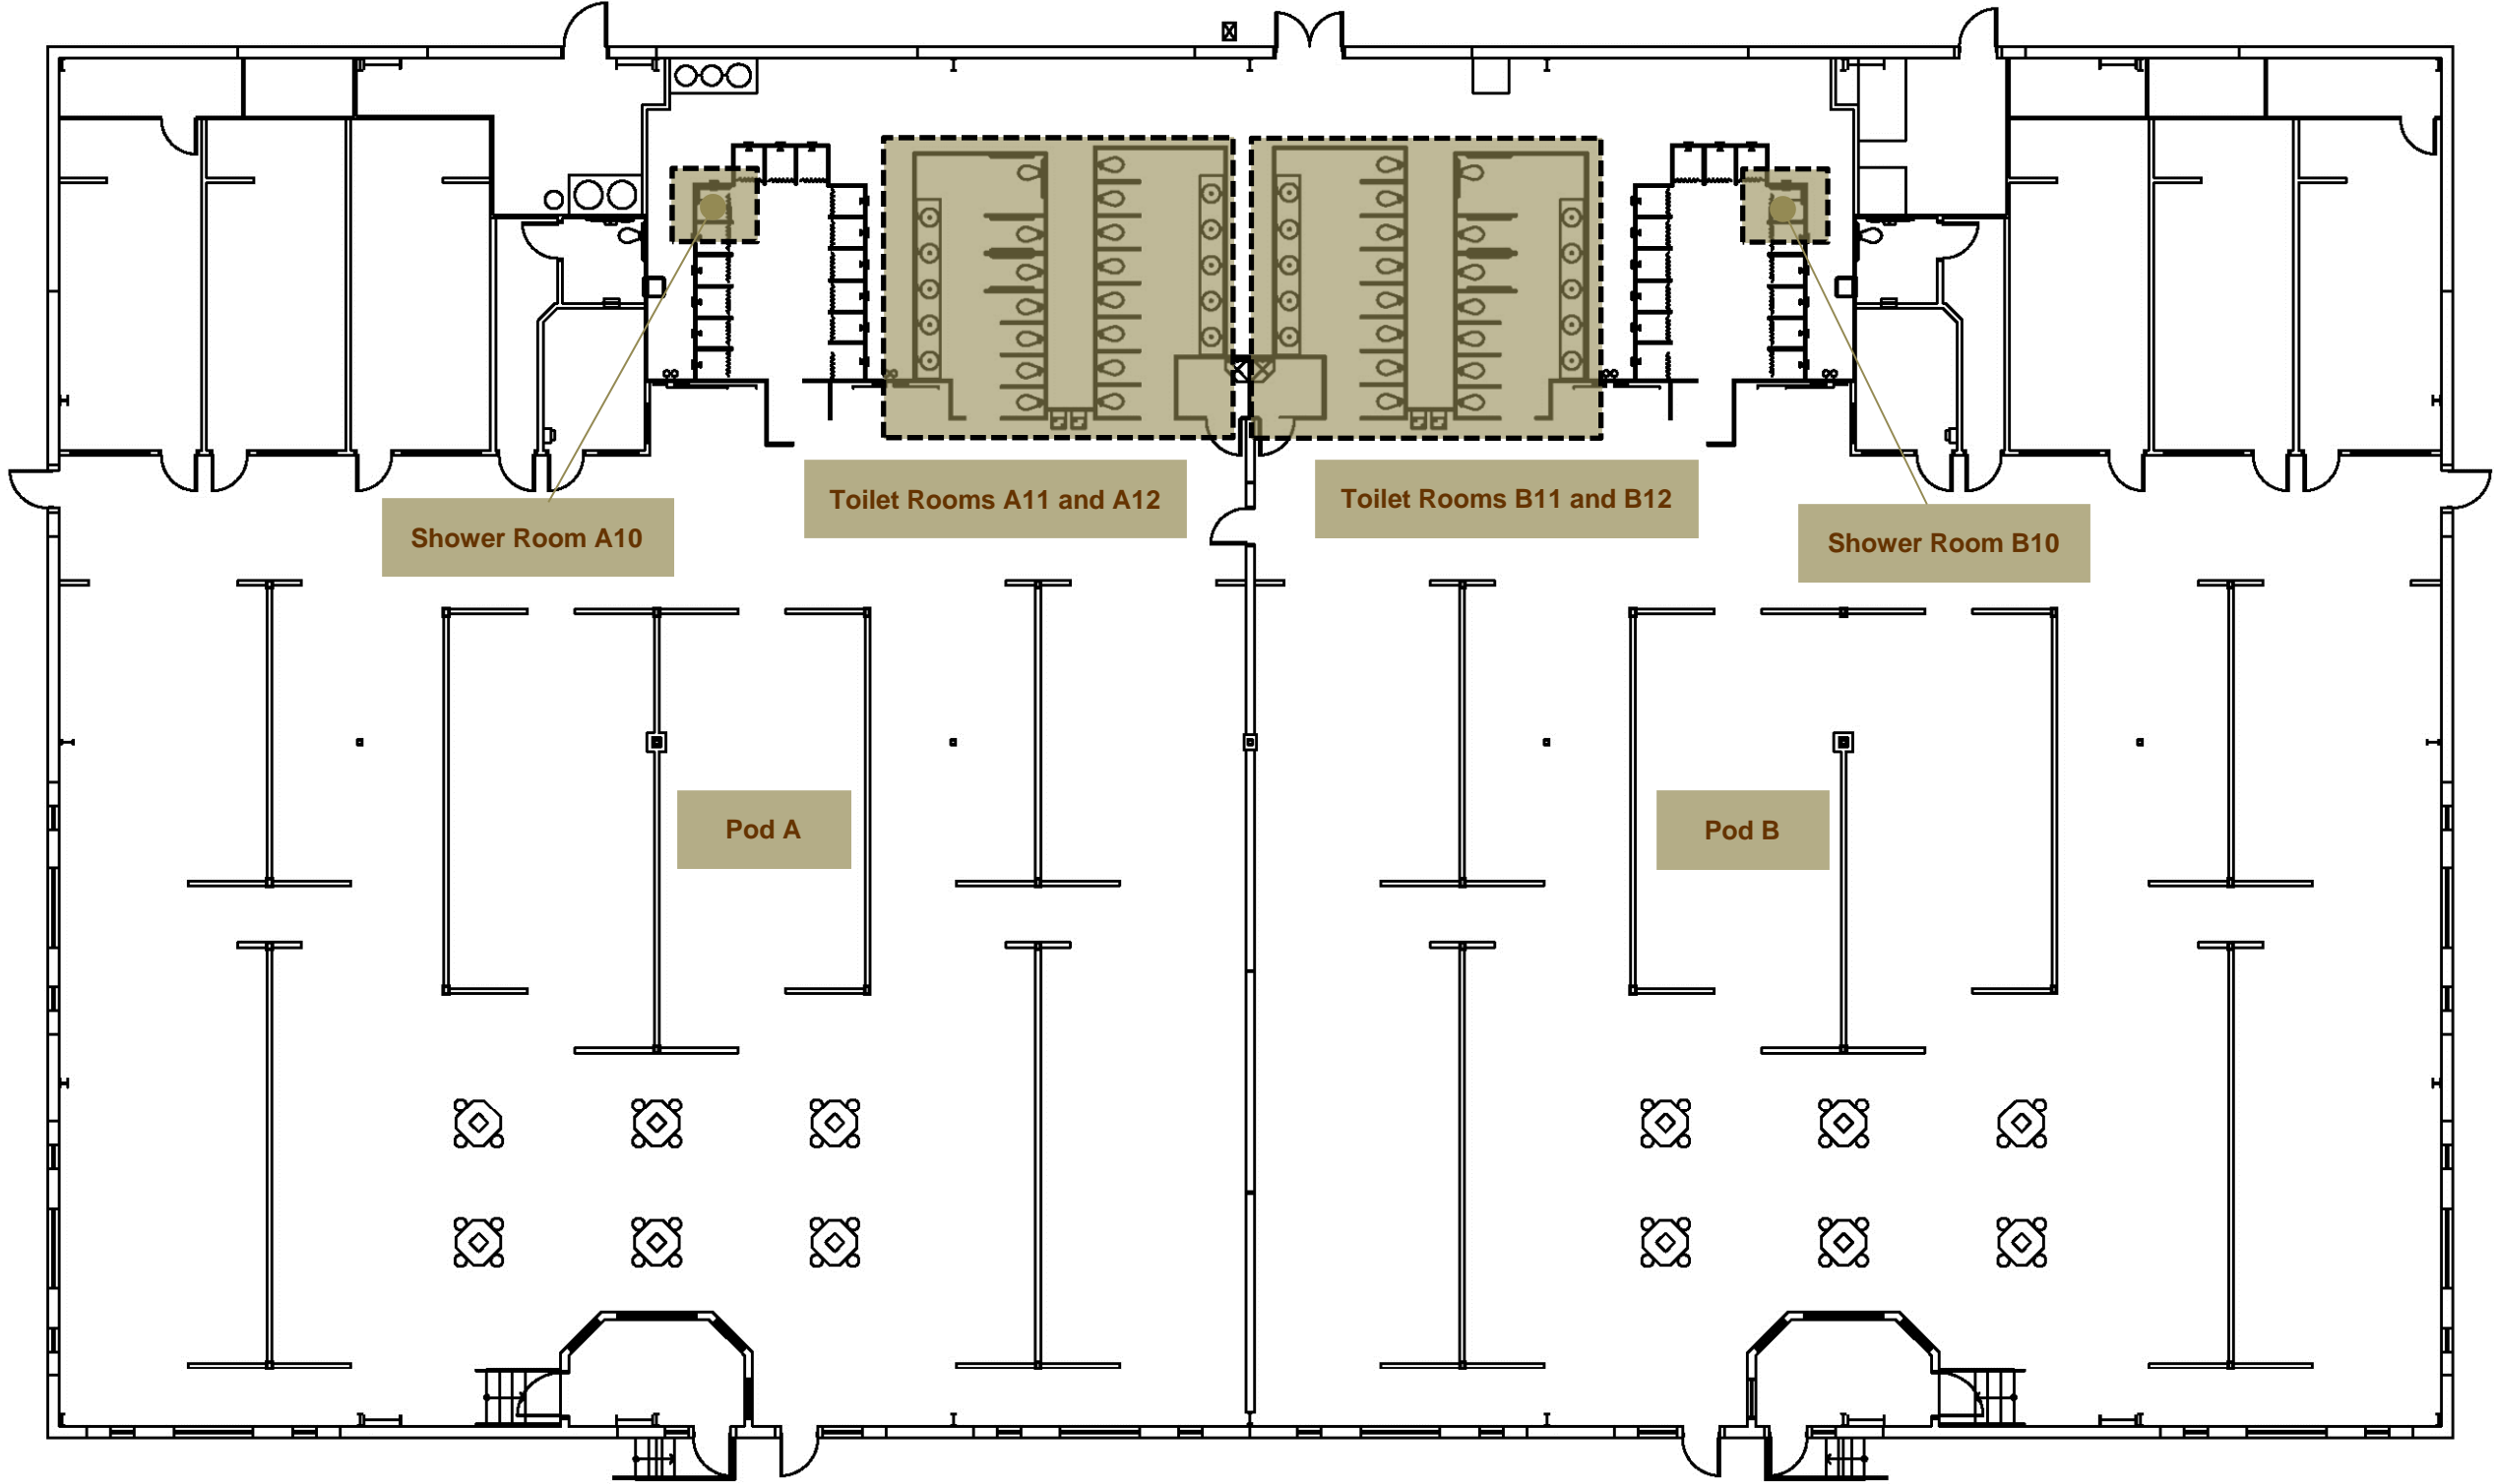 Toilet Rooms A11 and A12
Toilet Rooms B11 and B12
Shower Room A10
Shower Room B10
Pod A
Pod B